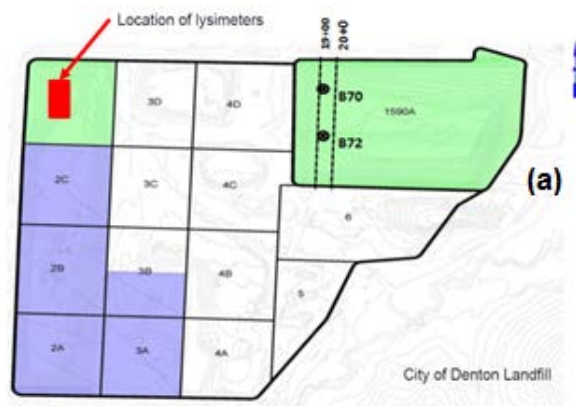 Location of lysimeters
19+00
20+0
3D
4D
B70
1590A
B72
(a)
2C
3C
4C
6
2B
3B
4B
5
2A
3A
4A
City of Denton Landfill